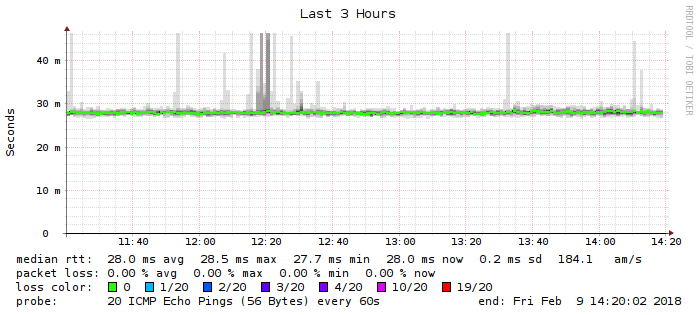 Last 3 Hours
RRDTOOL / TOBI OETIKER
Seconds
40 m
30 m
20 m
10 m
0
11:40 12:00 12:20 12:40 13:00 13:20 13:40 14:00 14:20
median rtt: 28.0 ms avg 28.5 ms max 27.7 ms min 28.0 ms now 0.2 ms sd 184.1 am/s
packet loss: 0.00 % avg 0.00 % max 0.00 % min 0.00 % now
loss color: 0 1/20 2/20 3/20 4/20 10/20 19/20
probe: 20 ICMP Echo Pings (56 Bytes) every 60s end: Fri Feb 9 14:20:02 2018